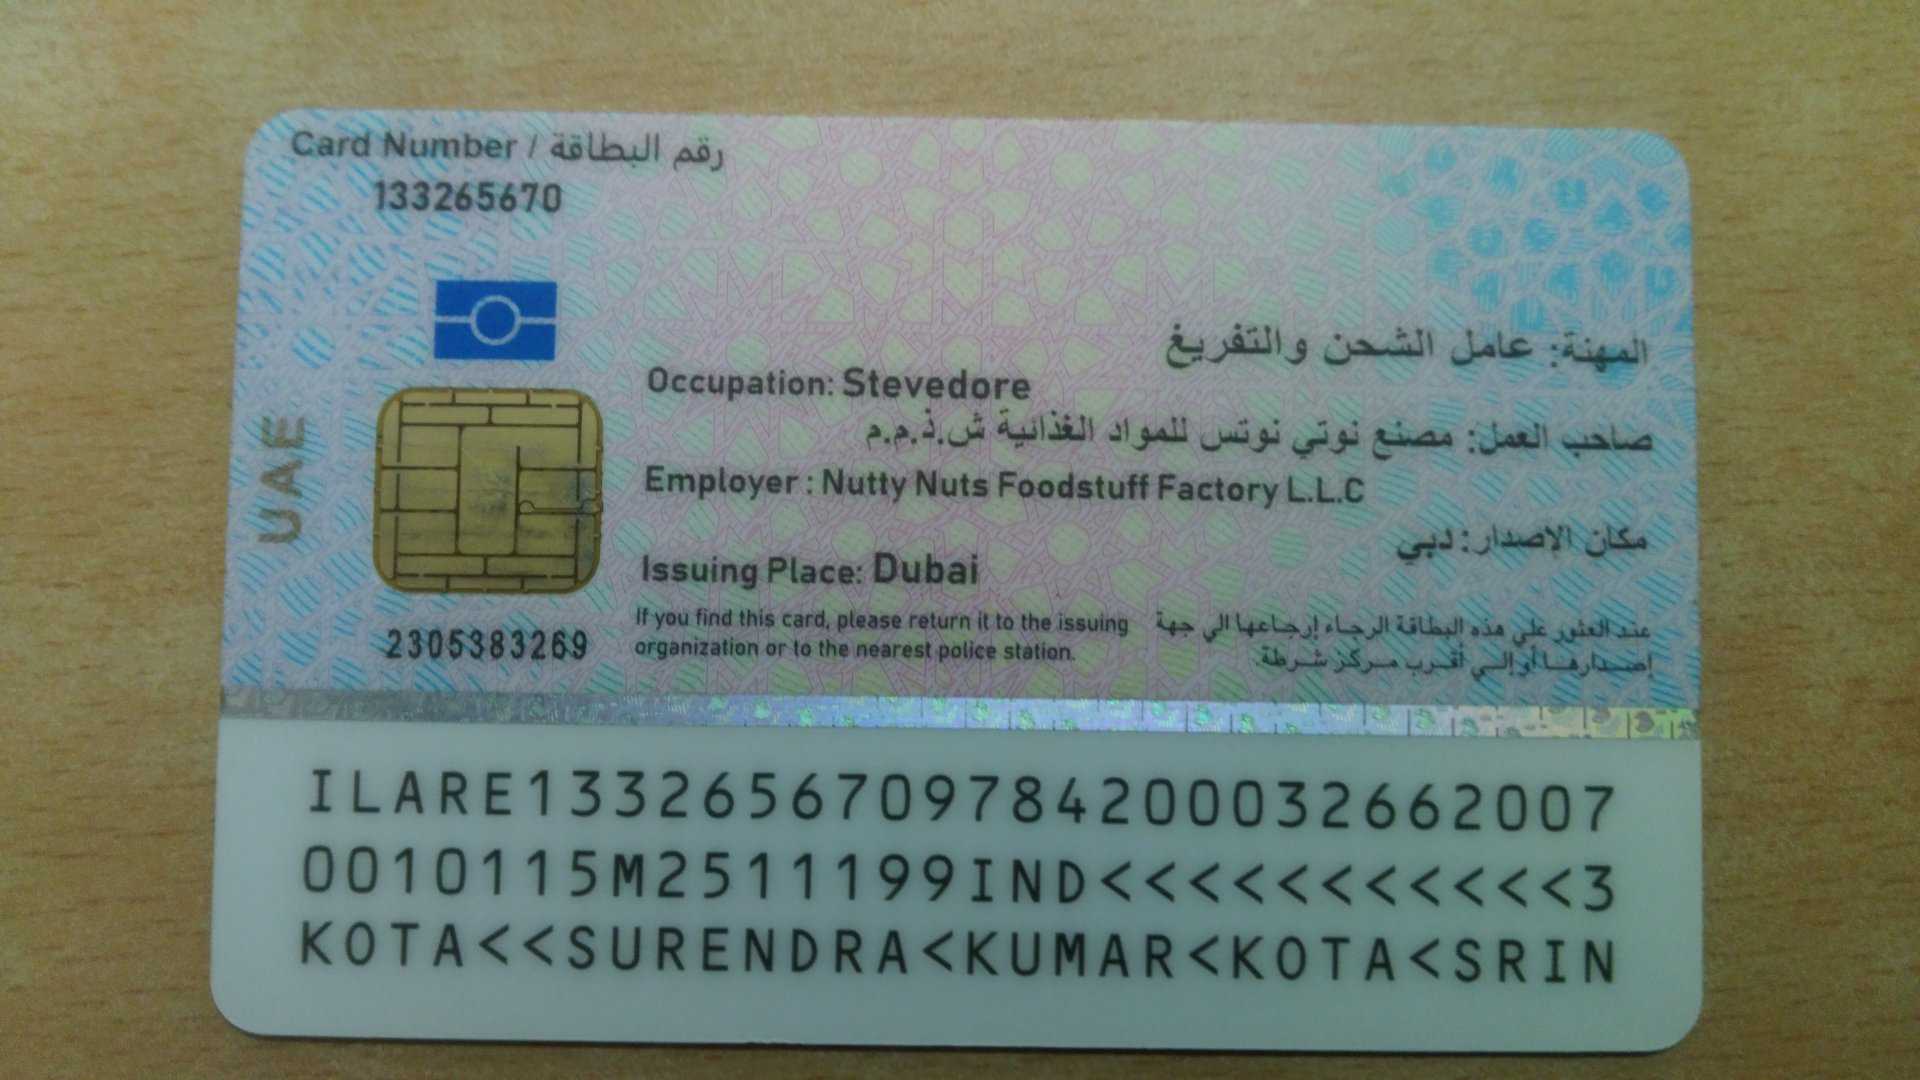 Card Number / رقم البطاقة
133265670
المهنة: عامل الشحن والتفريغ
Occupation: Stevedore
صاحب العمل: مصنع نوتي نوتس للمواد الغذائية ش.ذ.م.م
Employer : Nutty Nuts Foodstuff Factory L.L.C
مكان الاصدار: دبي
Issuing Place: Dubai
UAE
If you find this card, please return it to the issuing
organization or to the nearest police station.
عند العثور علي هذه البطاقة الرجاء إرجاعها الي جهة
إصدارها أو إلي أقرب مركز شرطة.
2305383269
ILARE1332656709784200032662007
0010115M2511199IND<<<<<<<<<<<3
KOTA<<SURENDRA<KUMAR<KOTA<SRIN